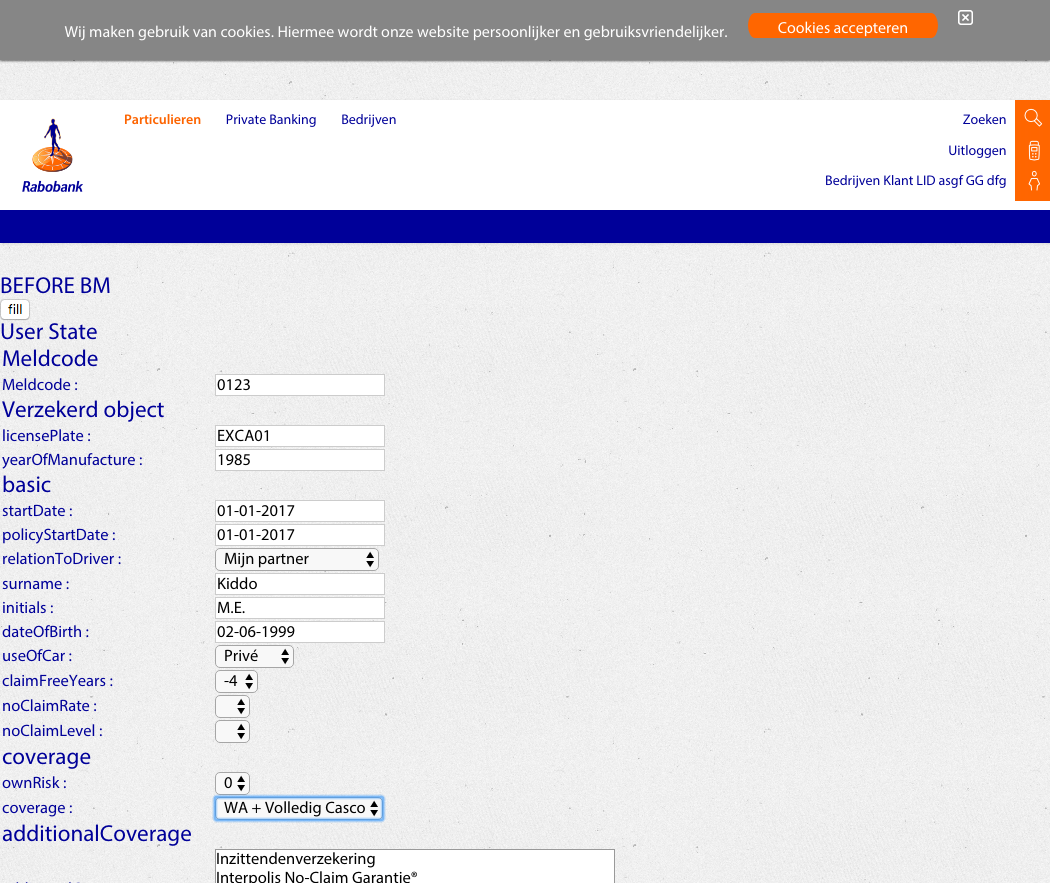 Wij maken gebruik van cookies. Hiermee wordt onze website persoonlijker en gebruiksvriendelijker.
Cookies accepteren
Particulieren Private Banking Bedrijven
Zoeken
Uitloggen
Bedrijven Klant LID asgf GG dfg
Rabobank
BEFORE BM
fill
User State
Meldcode
Meldcode : 0123
Verzekerd object
licensePlate : EXCA01
yearOfManufacture : 1985
basic
startDate : 01-01-2017
policyStartDate : 01-01-2017
relationToDriver : Mijn partner
surname : Kiddo
initials : M.E.
dateOfBirth : 02-06-1999
useOfCar : Privé
claimFreeYears : -4
noClaimRate :
noClaimLevel :
coverage
ownRisk : 0
coverage : WA + Volledig Casco
additionalCoverage
Inzittendenverzekering
Interpolis No-Claim Garantie®